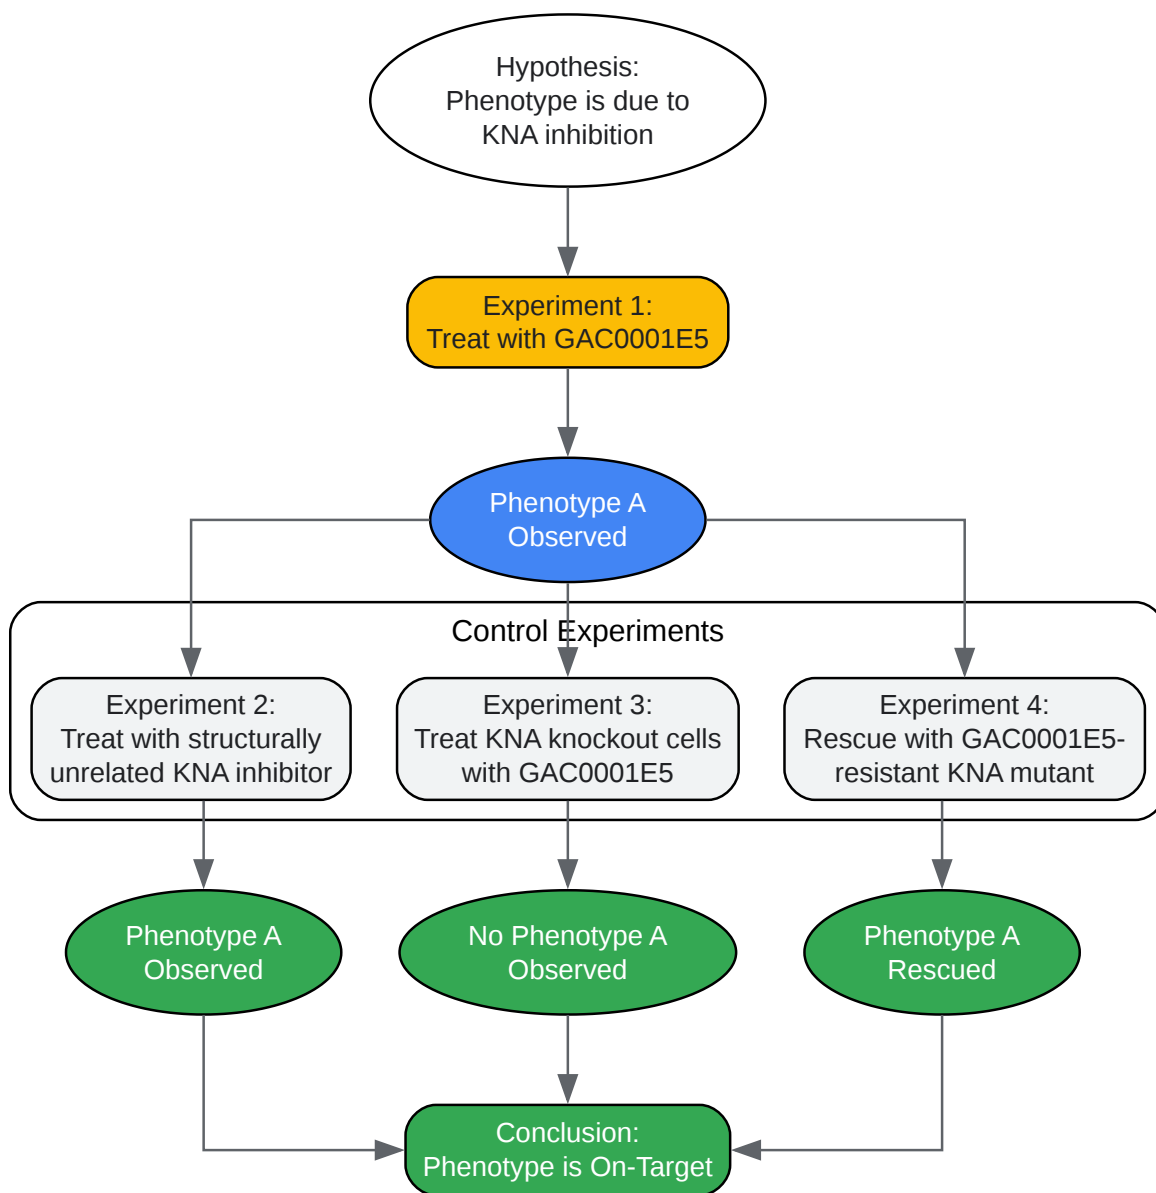 Hypothesis:
Phenotype is due to
KNA inhibition
Experiment 1:
Treat with GAC0001E5
Phenotype A
Observed
Control Experiments
Experiment 2:
Treat with structurally
unrelated KNA inhibitor
Experiment 3:
Treat KNA knockout cells
with GAC0001E5
Experiment 4:
Rescue with GAC0001E5-
resistant KNA mutant
Phenotype A
Observed
No Phenotype A
Observed
Phenotype A
Rescued
Conclusion:
Phenotype is On-Target